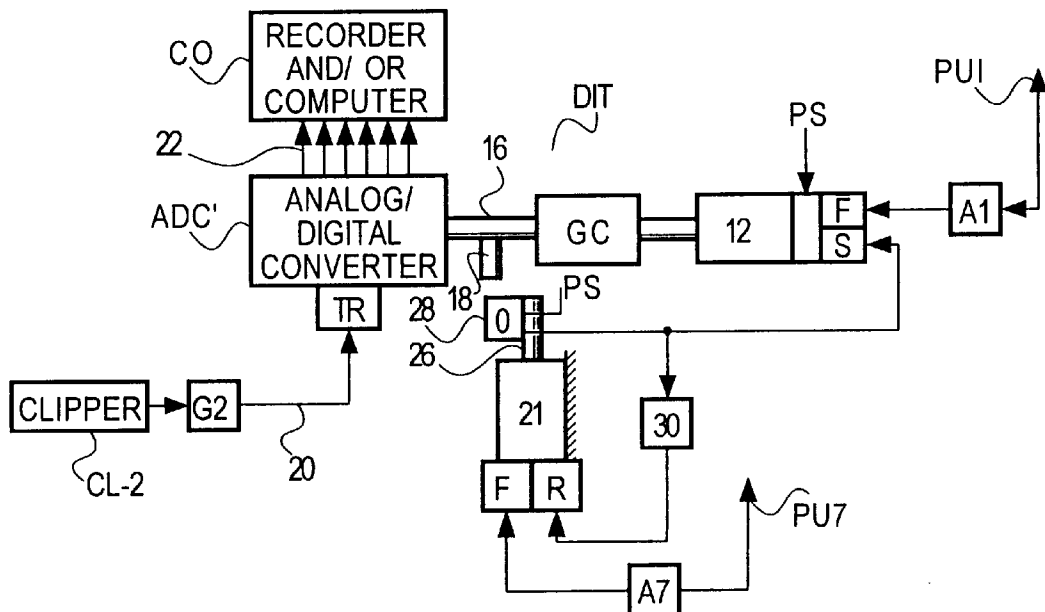 RECORDER
AND/ OR
COMPUTER
CO
DIT
PUI
PS
22
16
ANALOG/
DIGITAL
CONVERTER
ADC'
GC
12
F
S
A1
TR
18
PS
28
0
26
CLIPPER
G2
21
30
20
CL-2
F
R
PU7
A7